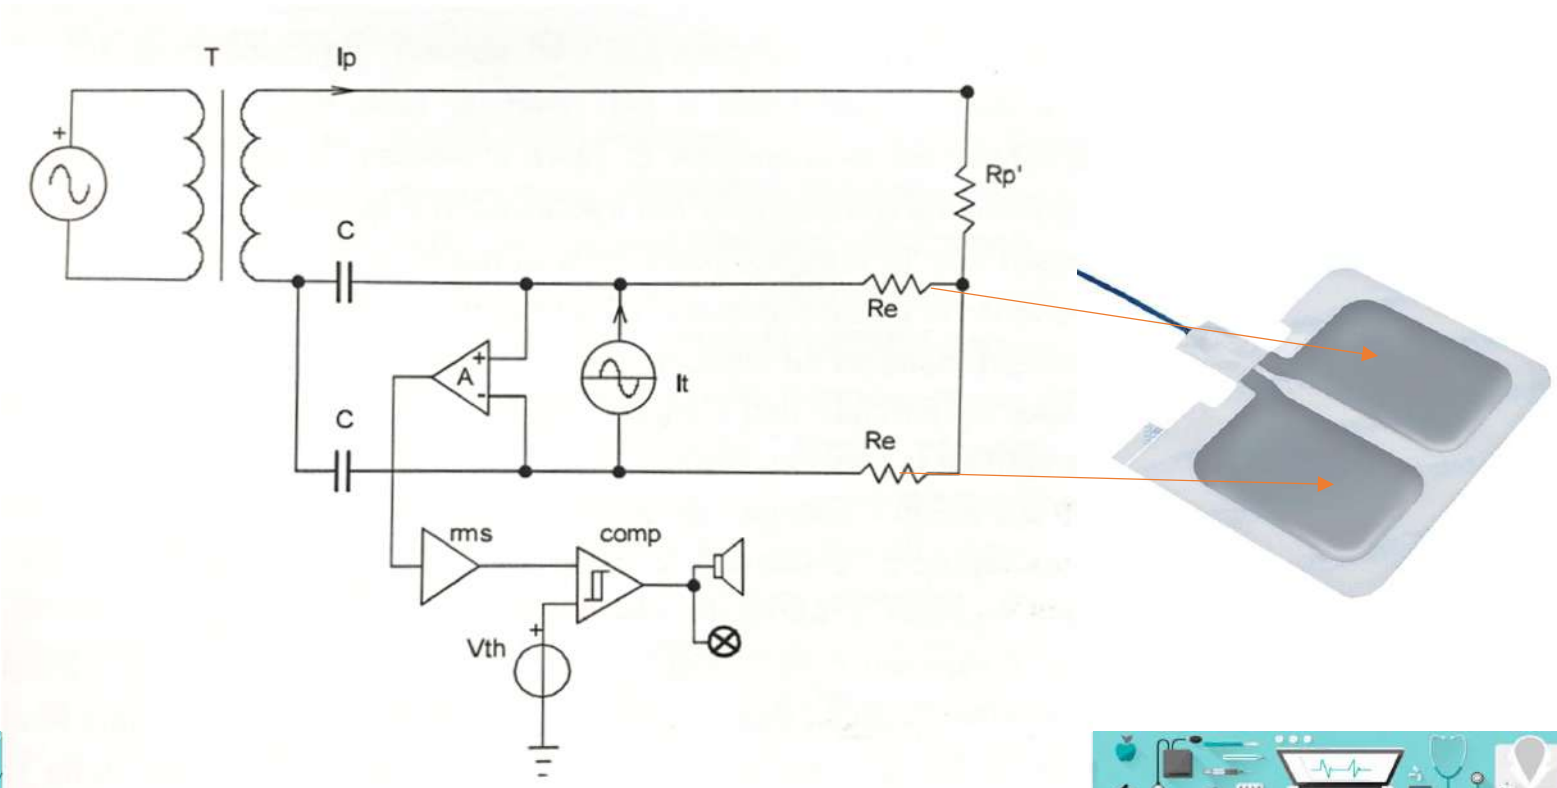 T
Ip
Rp'
C
Re
A
+
-
It
C
Re
rms
comp
+
Vth
+